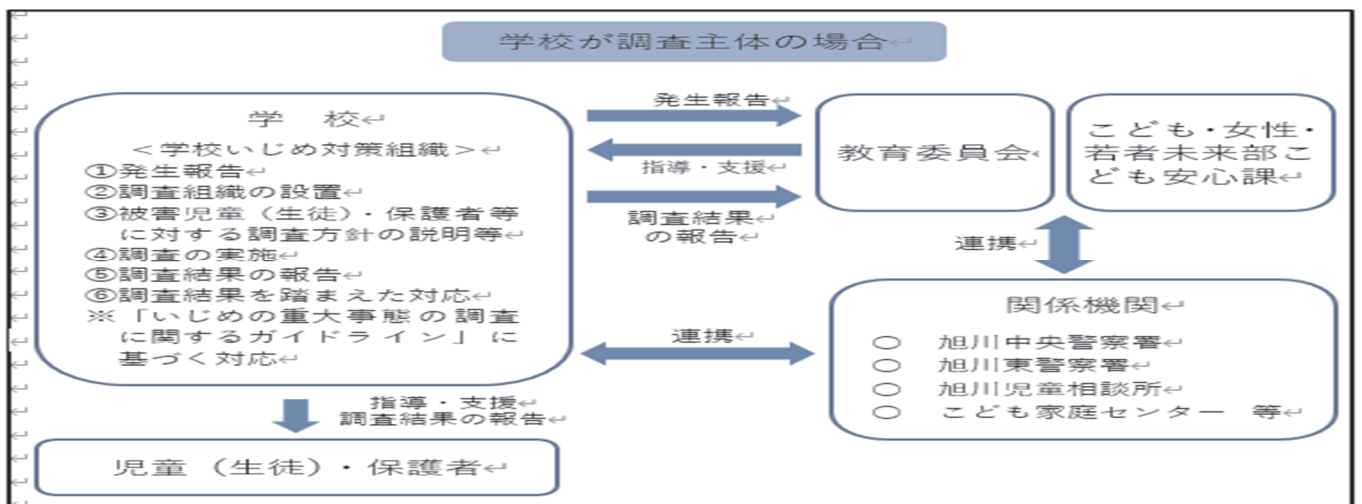 学校が調査主体の場合
学　校
＜学校いじめ対策組織＞
①発生報告
②調査組織の設置
③被害児童（生徒）・保護者等
に対する調査方針の説明等
④調査の実施
⑤調査結果の報告
⑥調査結果を踏まえた対応
※「いじめの重大事態の調査
に関するガイドライン」に
基づく対応
発生報告
指導・支援
調査結果
の報告
教育委員会
こども・女性・
若者未来部こ
ども安心課
連携
関係機関
○　旭川中央警察署
○　旭川東警察署
○　旭川児童相談所
○　こども家庭センター　等
連携
指導・支援
調査結果の報告
児童（生徒）・保護者